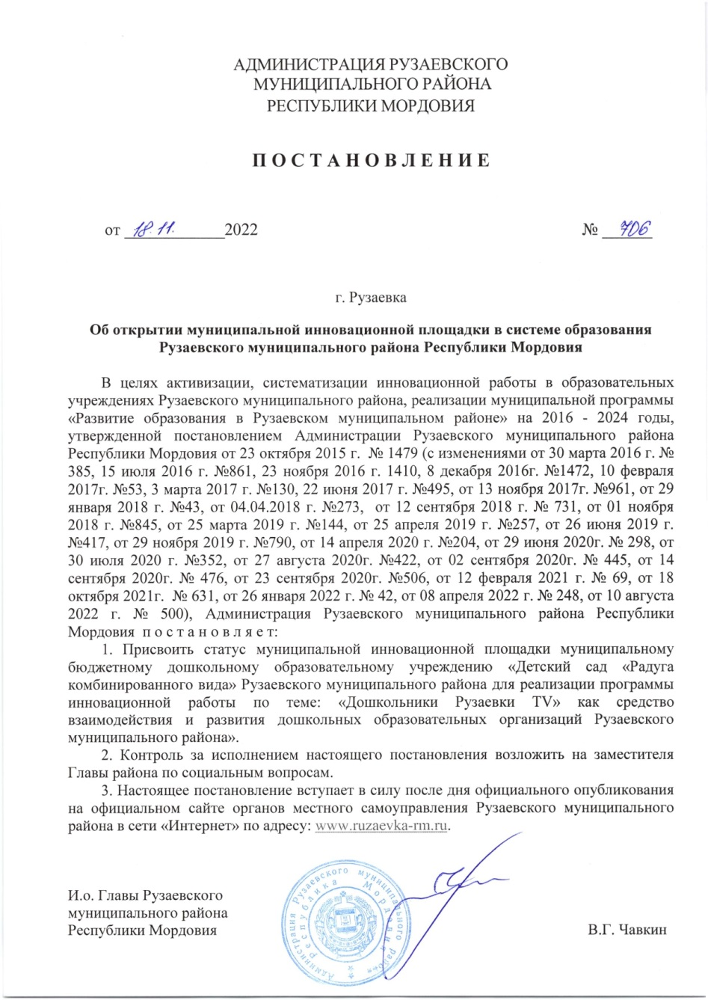 АДМИНИСТРАЦИЯ РУЗАЕВСКОГО
МУНИЦИПАЛЬНОГО РАЙОНА
РЕСПУБЛИКИ МОРДОВИЯ
П О С Т А Н О В Л Е Н И Е
от 18.11. 2022 № 706
г. Рузаевка
Об открытии муниципальной инновационной площадки в системе образования
Рузаевского муниципального района Республики Мордовия
В целях активизации, систематизации инновационной работы в образовательных
учреждениях Рузаевского муниципального района, реализации муниципальной программы
«Развитие образования в Рузаевском муниципальном районе» на 2016 - 2024 годы,
утвержденной постановлением Администрации Рузаевского муниципального района
Республики Мордовия от 23 октября 2015 г. № 1479 (с изменениями от 30 марта 2016 г. №
385, 15 июля 2016 г. №861, 23 ноября 2016 г. 1410, 8 декабря 2016г. №1472, 10 февраля
2017г. №53, 3 марта 2017 г. №130, 22 июня 2017 г. №495, от 13 ноября 2017г. №961, от 29
января 2018 г. №43, от 04.04.2018 г. №273, от 12 сентября 2018 г. № 731, от 01 ноября
2018 г. №845, от 25 марта 2019 г. №144, от 25 апреля 2019 г. №257, от 26 июня 2019 г.
№417, от 29 ноября 2019 г. №790, от 14 апреля 2020 г. №204, от 29 июня 2020г. № 298, от
30 июля 2020 г. №352, от 27 августа 2020г. №422, от 02 сентября 2020г. № 445, от 14
сентября 2020г. № 476, от 23 сентября 2020г. №506, от 12 февраля 2021 г. № 69, от 18
октября 2021г. № 631, от 26 января 2022 г. № 42, от 08 апреля 2022 г. № 248, от 10 августа
2022 г. № 500), Администрация Рузаевского муниципального района Республики
Мордовия п о с т а н о в л я е т:
1. Присвоить статус муниципальной инновационной площадки муниципальному
бюджетному дошкольному образовательному учреждению «Детский сад «Радуга
комбинированного вида» Рузаевского муниципального района для реализации программы
инновационной работы по теме: «Дошкольники Рузаевки TV» как средство
взаимодействия и развития дошкольных образовательных организаций Рузаевского
муниципального района».
2. Контроль за исполнением настоящего постановления возложить на заместителя
Главы района по социальным вопросам.
3. Настоящее постановление вступает в силу после дня официального опубликования
на официальном сайте органов местного самоуправления Рузаевского муниципального
района в сети «Интернет» по адресу: www.ruzaevka-rm.ru.
Администрация Рузаевского муниципального района
республика Мордовия
И.о. Главы Рузаевского
муниципального района
Республики Мордовия В.Г. Чавкин